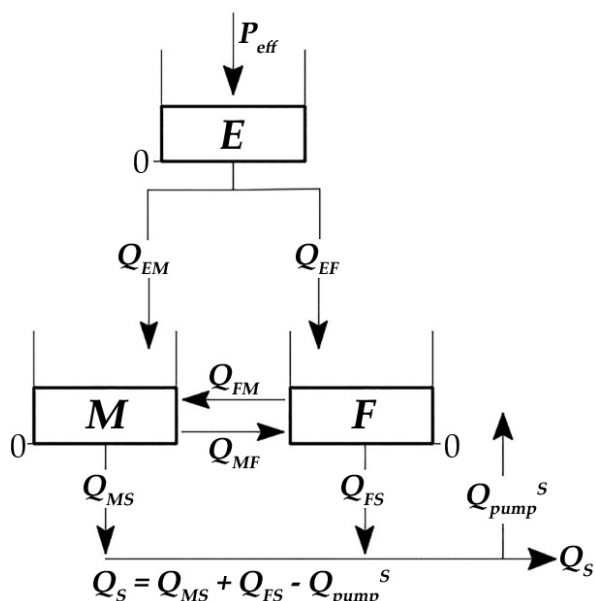 P_eff
E
0
Q_EM
Q_EF
M
Q_FM
F
0
Q_MF
0
Q_MS
Q_FS
Q_pump^S
Q_S
Q_S = Q_MS + Q_FS - Q_pump^S